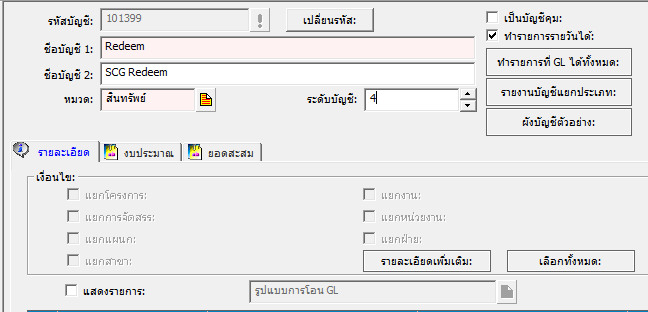 รหัสบัญชี: 101399 ! เปลี่ยนรหัส: เป็นบัญชีคุม:
ชื่อบัญชี 1: Redeem ทำรายการรายวันได้:
ชื่อบัญชี 2: SCG Redeem ทำรายการที่ GL ได้ทั้งหมด:
หมวด: สินทรัพย์ ระดับบัญชี: 4 รายงานบัญชีแยกประเภท:
ผังบัญชีตัวอย่าง:
รายละเอียด งบประมาณ ยอดสะสม
เงื่อนไข:
แยกโครงการ: แยกงาน:
แยกการจัดสรร: แยกหน่วยงาน:
แยกแผนก: แยกฝ่าย:
แยกสาขา: รายละเอียดเพิ่มเติม: เลือกทั้งหมด:
แสดงรายการ: รูปแบบการโอน GL